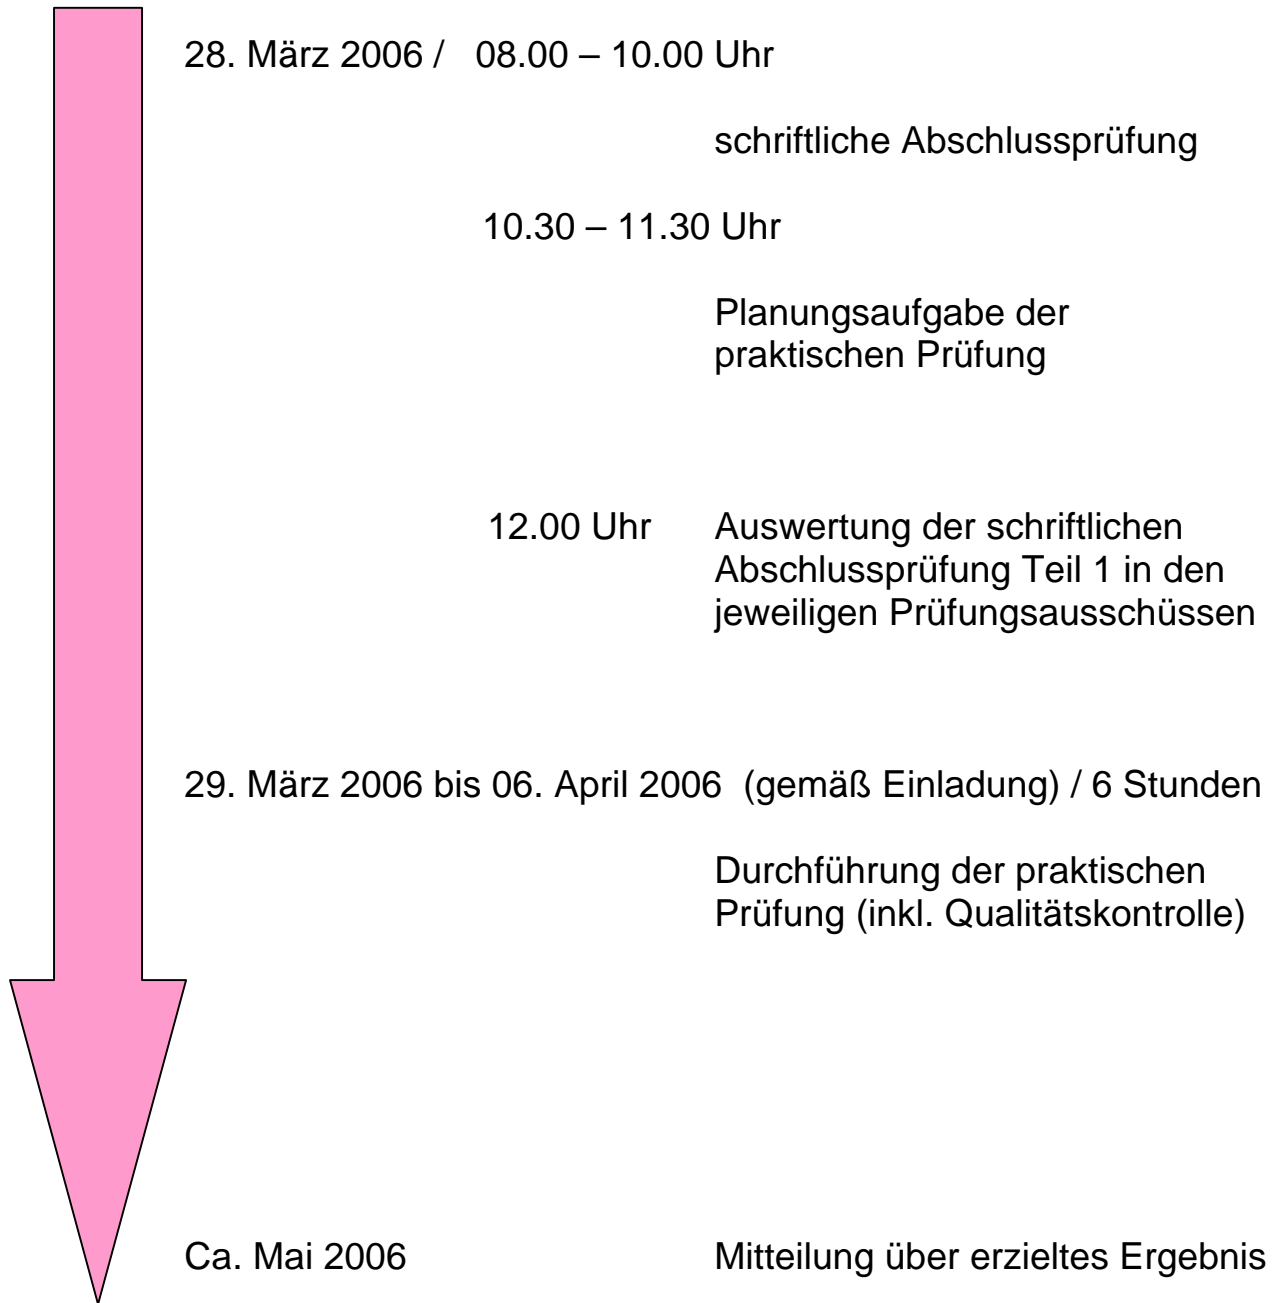 28. März 2006 / 08.00 – 10.00 Uhr
schriftliche Abschlussprüfung
10.30 – 11.30 Uhr
Planungsaufgabe der
praktischen Prüfung
12.00 Uhr Auswertung der schriftlichen
Abschlussprüfung Teil 1 in den
jeweiligen Prüfungsausschüssen
29. März 2006 bis 06. April 2006 (gemäß Einladung) / 6 Stunden
Durchführung der praktischen
Prüfung (inkl. Qualitätskontrolle)
Ca. Mai 2006 Mitteilung über erzieltes Ergebnis